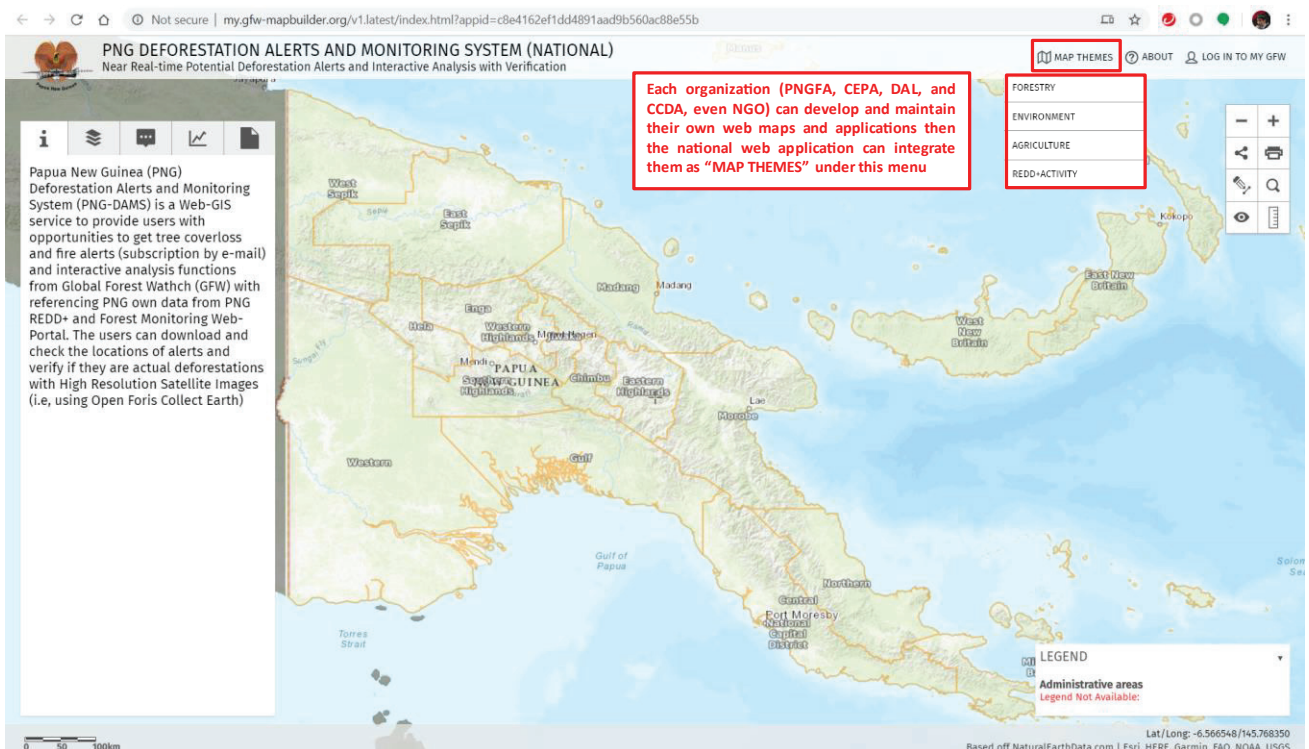 Not secure | my.gfw-mapbuilder.org/v1.latest/index.html?appid=c8e4162ef1dd4891aad9b560ac88e55b
PNG DEFORESTATION ALERTS AND MONITORING SYSTEM (NATIONAL)
Near Real-time Potential Deforestation Alerts and Interactive Analysis with Verification
MAP THEMES
ABOUT
LOG IN TO MY GFW
Papua New Guinea
Manus
FORESTRY
ENVIRONMENT
AGRICULTURE
REDD+ACTIVITY
Each organization (PNGFA, CEPA, DAL, and
CCDA, even NGO) can develop and maintain
their own web maps and applications then
the national web application can integrate
them as “MAP THEMES” under this menu
Papua New Guinea (PNG)
Deforestation Alerts and Monitoring
System (PNG-DAMS) is a Web-GIS
service to provide users with
opportunities to get tree coverloss
and fire alerts (subscription by e-mail)
and interactive analysis functions
from Global Forest Wathch (GFW) with
referencing PNG own data from PNG
REDD+ and Forest Monitoring Web-
Portal. The users can download and
check the locations of alerts and
verify if they are actual deforestations
with High Resolution Satellite Images
(i.e, using Open Foris Collect Earth)
West
Sepik
Sepik
East
Sepik
Kokopo
East New
Britain
Madang
Madang
Enga
Hela
Western
Highlands
Ramu
West
New
Britain
Mendi
PAPUA
NEW GUINEA
Southern
Highlands
Chimbu
Eastern
Highlands
Lae
Morobe
Western
Gulf
Gulf of
Papua
Northern
Central
Port Moresby
National
Capital
District
Torres
Strait
Solom
Sea
LEGEND
Administrative areas
Legend Not Available:
0 50 100km
Lat/Long: -6.566548/145.768350
Based off NaturalEarthData.com | Esri, HERE, Garmin, FAO, NOAA, USGS